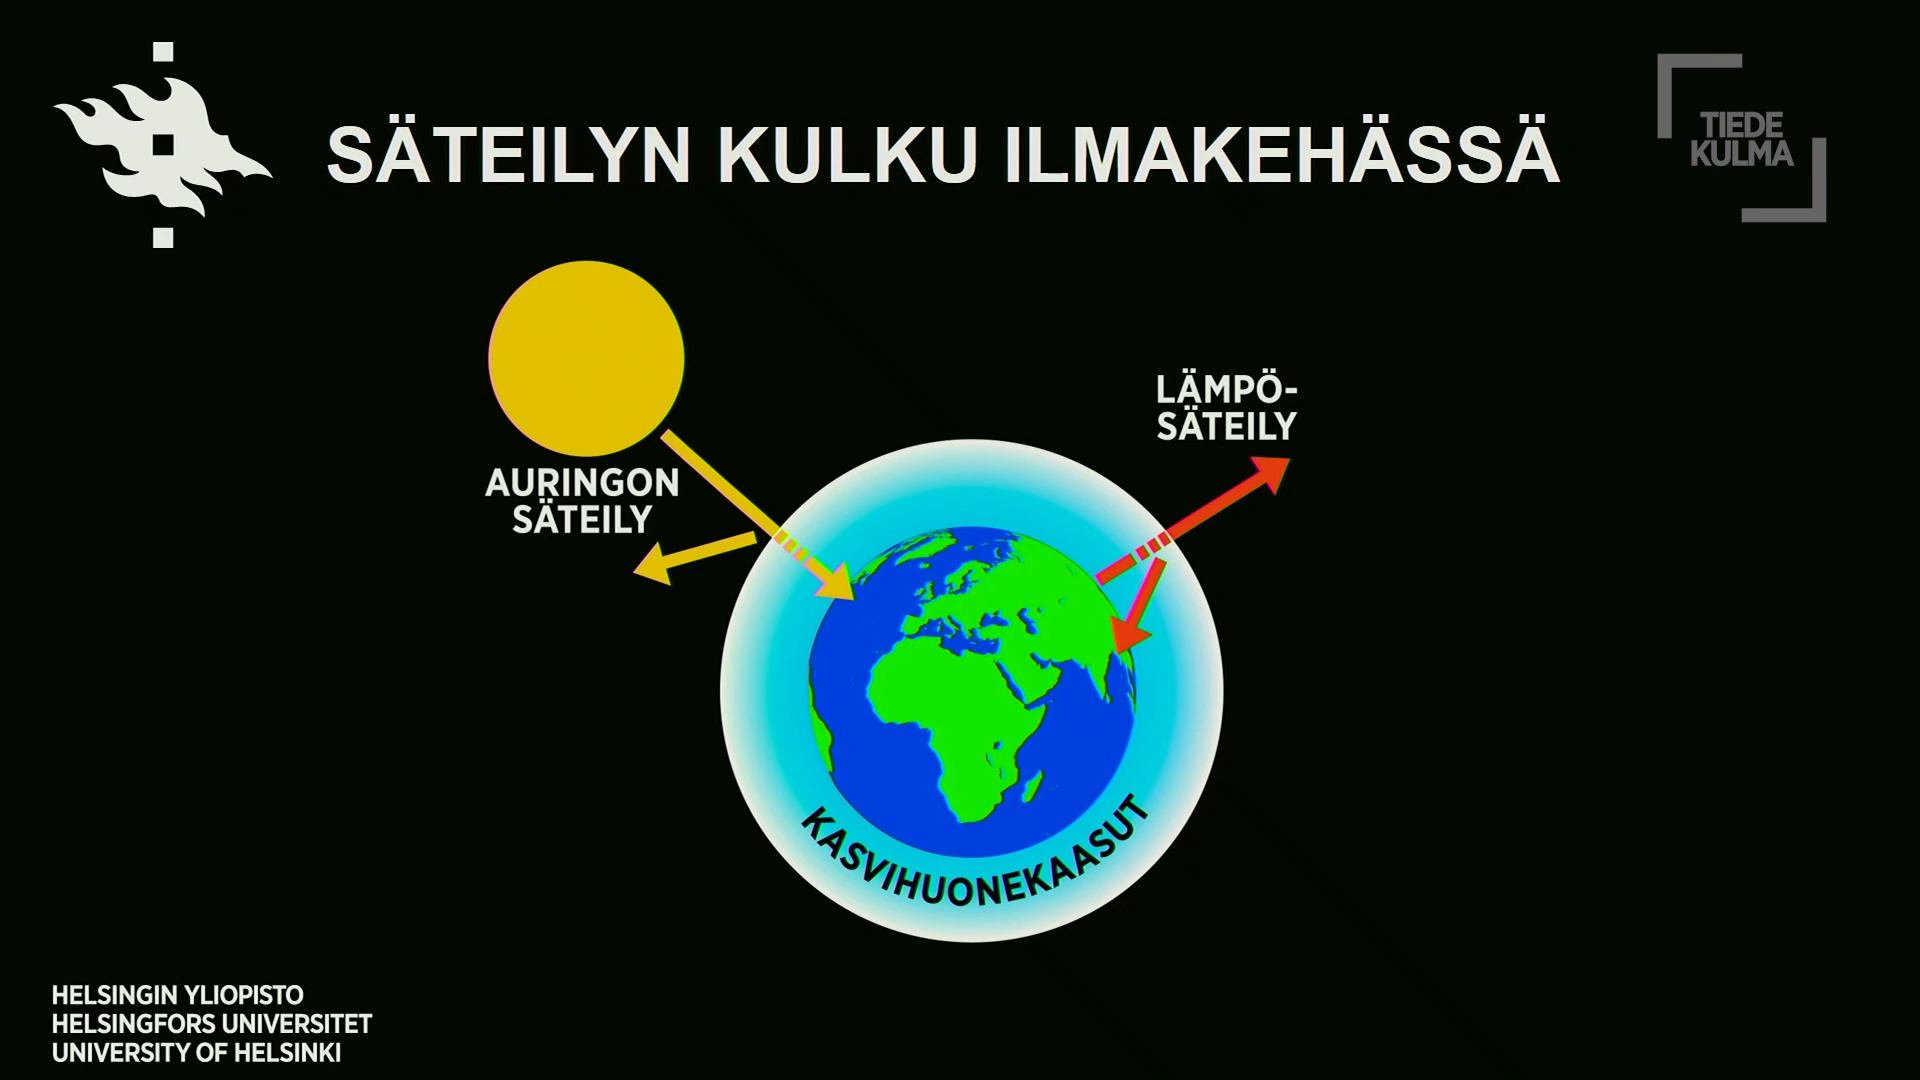 SÄTEILYN KULKU ILMAKEHÄSSÄ
TIEDE
KULMA
AURINGON
SÄTEILY
LÄMPÖ-
SÄTEILY
KASVIHUONEKAASUT
HELSINGIN YLIOPISTO
HELSINGFORS UNIVERSITET
UNIVERSITY OF HELSINKI